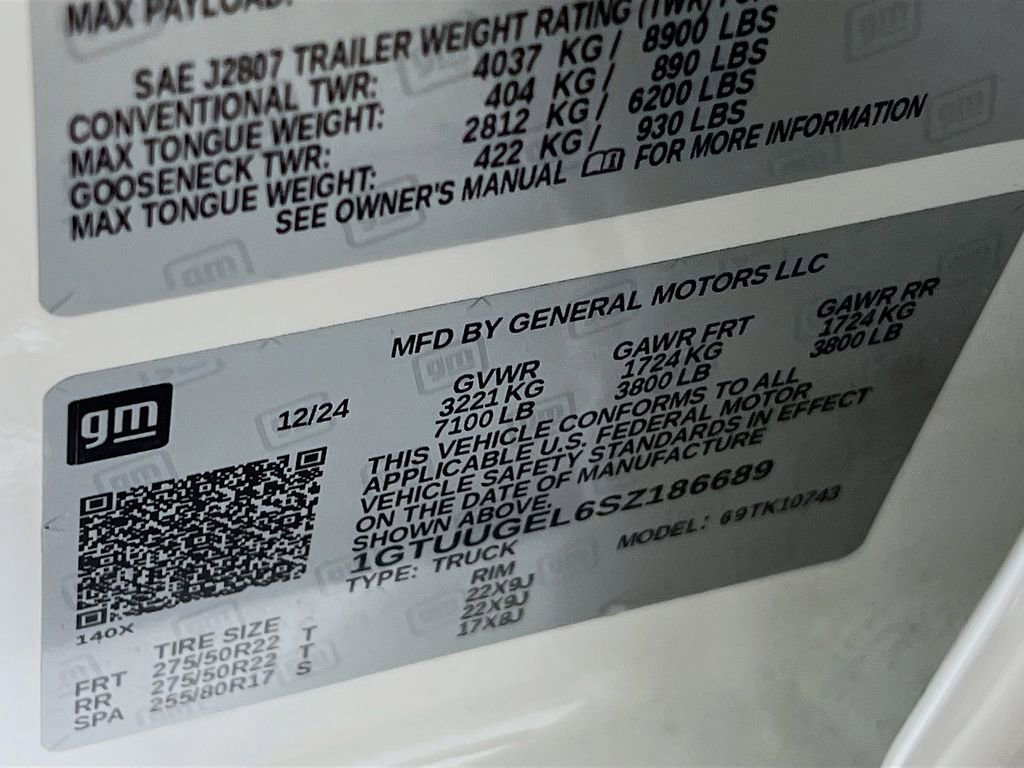 MAX PAYLOAD:
SAE J2807 TRAILER WEIGHT RATING (TWR)
CONVENTIONAL TWR: 4037 KG/ 8900 LBS
MAX TONGUE WEIGHT: 404 KG/ 890 LBS
GOOSENECK TWR: 2812 KG/ 6200 LBS
MAX TONGUE WEIGHT: 422 KG/ 930 LBS
SEE OWNER'S MANUAL FOR MORE INFORMATION
MFD BY GENERAL MOTORS LLC
gm 12/24
GVWR GAWR FRT GAWR RR
3221 KG 1724 KG 1724 KG
7100 LB 3800 LB 3800 LB
THIS VEHICLE CONFORMS TO ALL
APPLICABLE U.S. FEDERAL MOTOR
VEHICLE SAFETY STANDARDS IN EFFECT
ON THE DATE OF MANUFACTURE
SHOWN ABOVE.
1GTUUGEL6SZ186689
TYPE: TRUCK MODEL: 69TK10743
140X
TIRE SIZE RIM
FRT 275/50R22 T 22X9J
RR 275/50R22 T 22X9J
SPA 255/80R17 S 17X8J